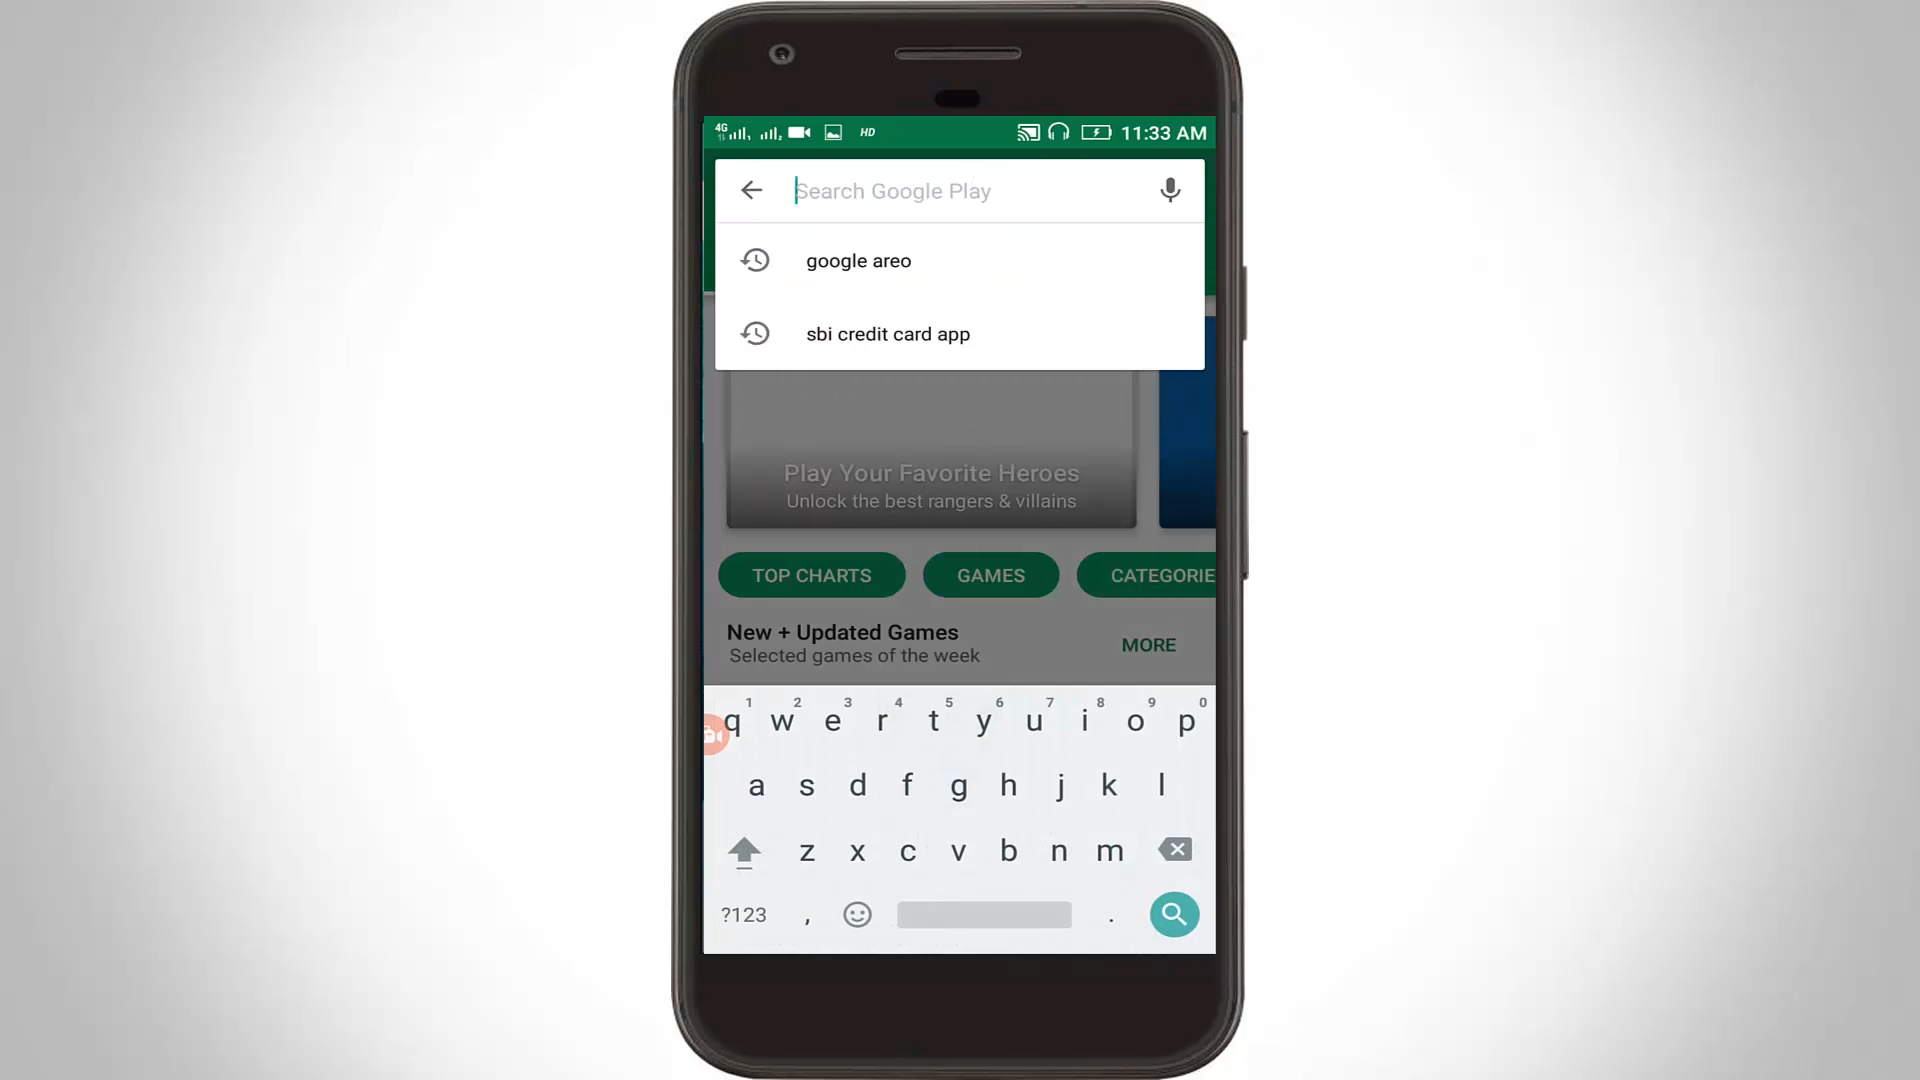 4G HD 11:33 AM
Search Google Play
google areo
sbi credit card app
Play Your Favorite Heroes
Unlock the best rangers & villains
TOP CHARTS GAMES CATEGORIE
New + Updated Games
Selected games of the week
MORE
1 2 3 4 5 6 7 8 9 0
q w e r t y u i o p
a s d f g h j k l
z x c v b n m
?123 , .